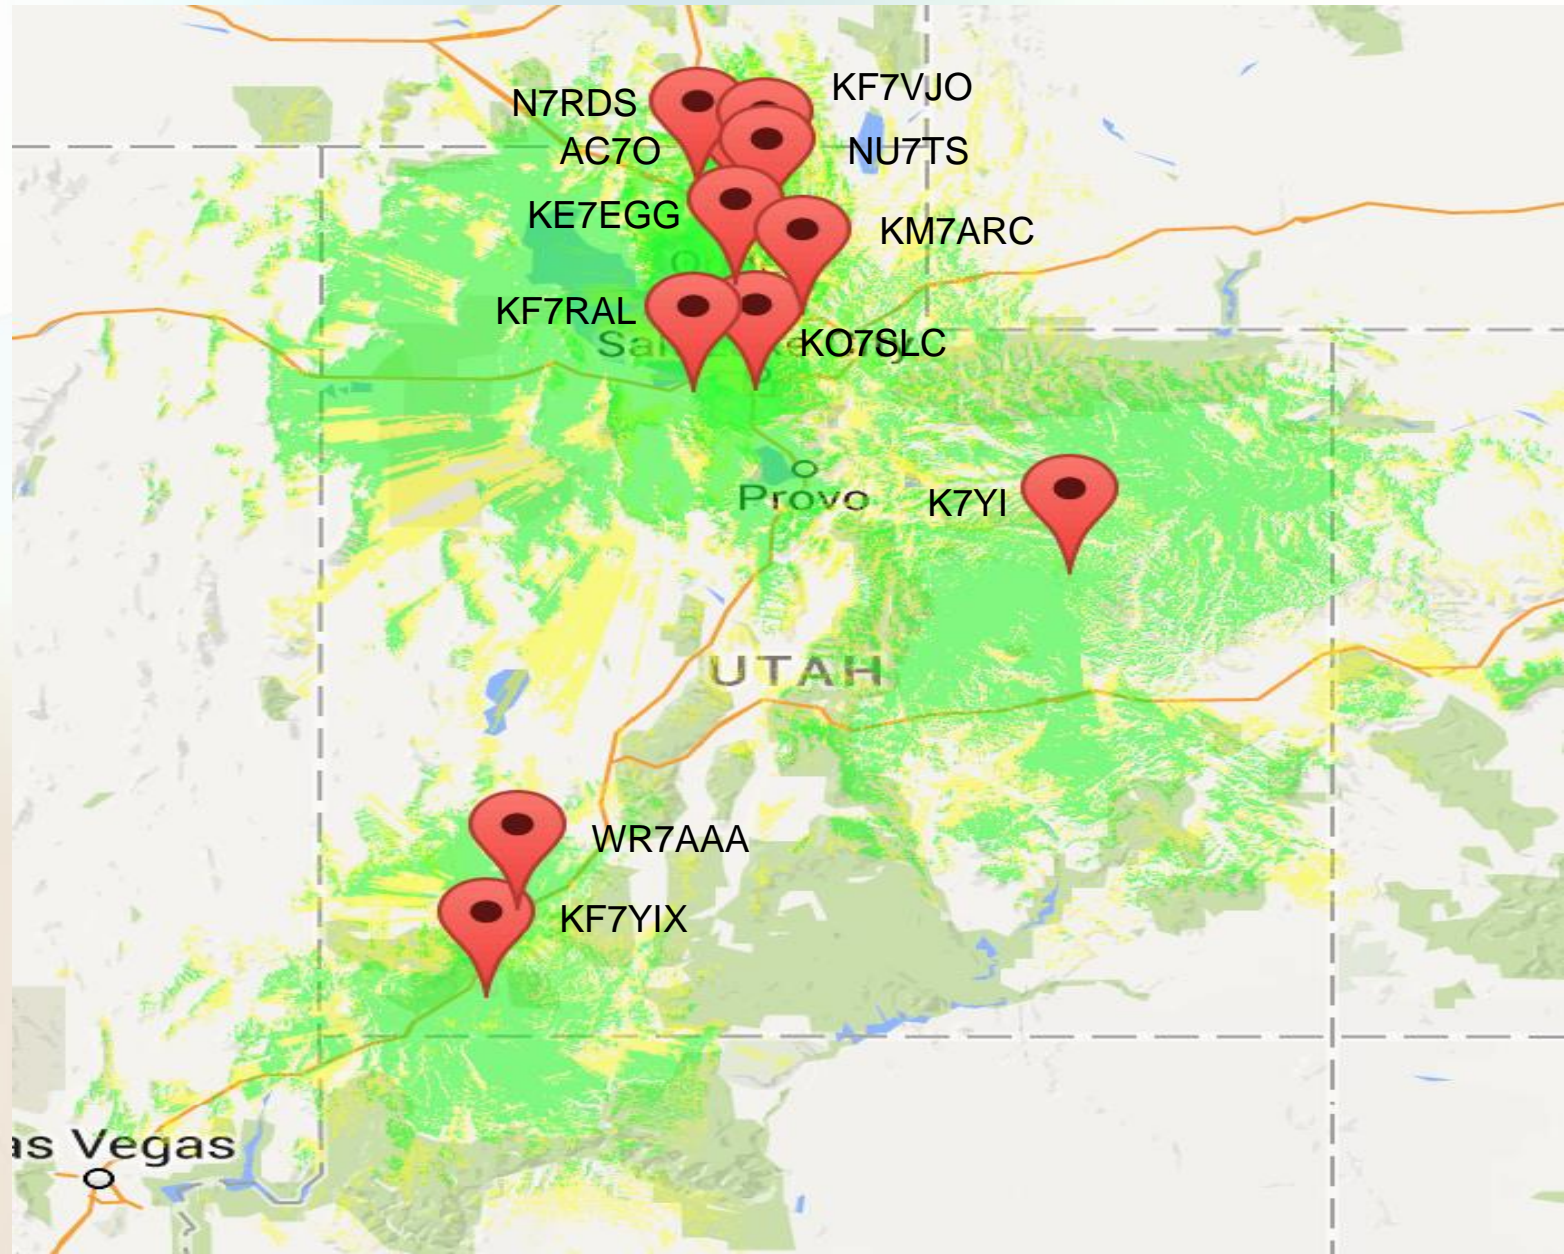 KF7VJO
N7RDS
AC7O
NU7TS
KE7EGG
KM7ARC
KF7RAL
KO7SLC
Provo
K7YI
UTAH
WR7AAA
KF7YIX
as Vegas